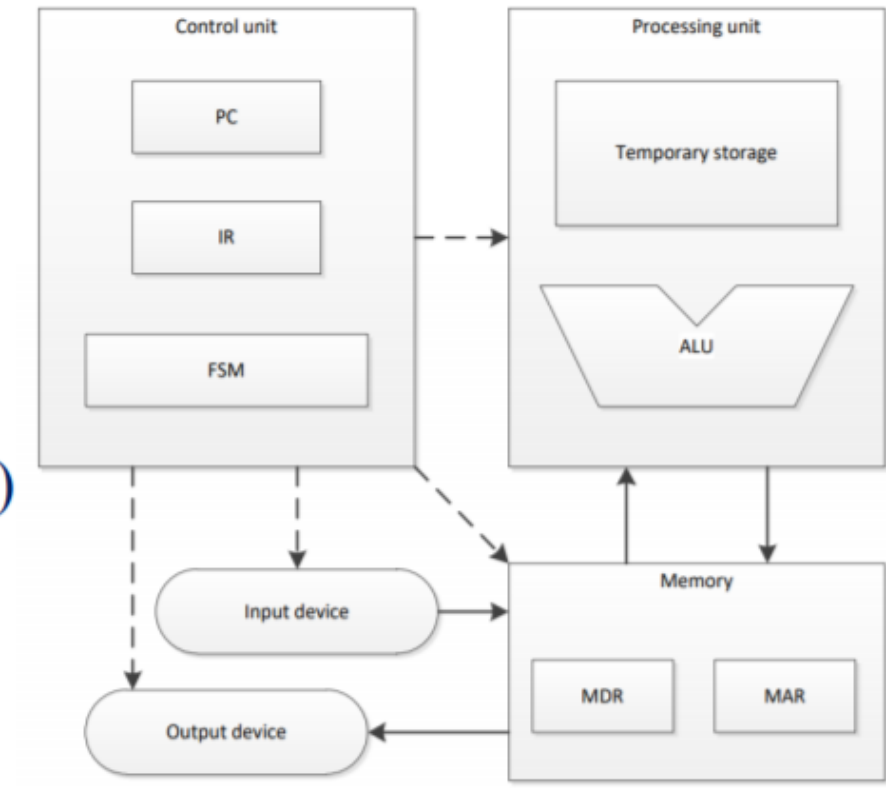 Control unit
Processing unit
PC
Temporary storage
IR
ALU
FSM
)
Memory
Input device
MDR
MAR
Output device